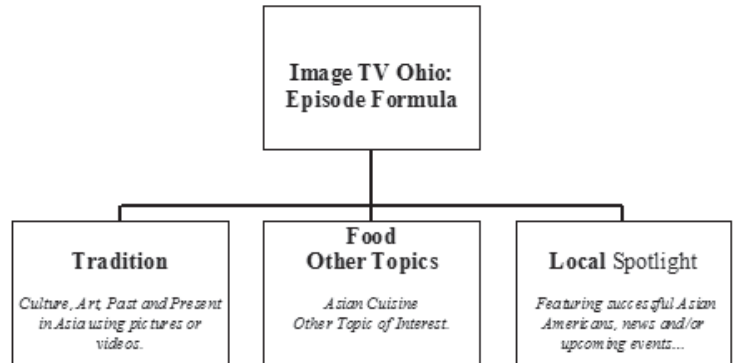 Image TV Ohio:
Episode Formula
Tradition
Culture, Art, Past and Present
in Asia using pictures or
videos.
Food
Other Topics
Asian Cuisine
Other Topic of Interest.
Local Spotlight
Featuring successful Asian
Americans, news and/or
upcoming events...